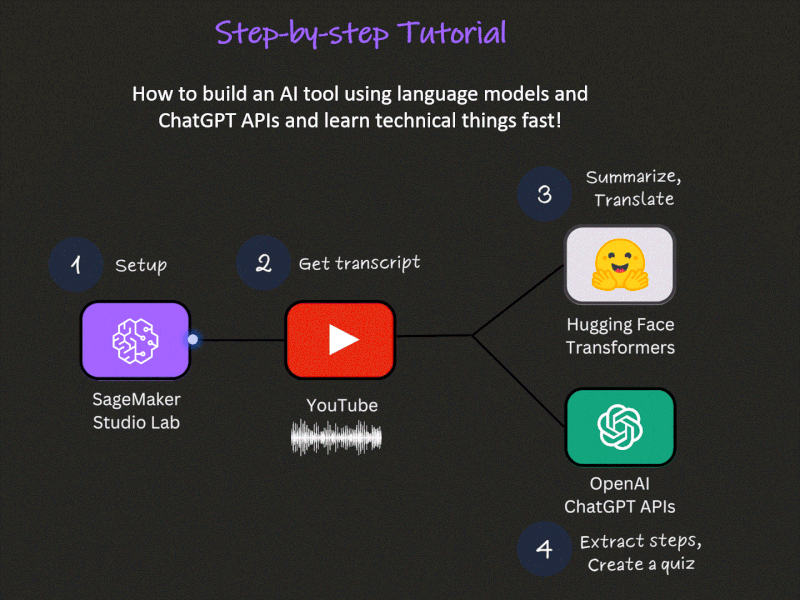 Step-by-step Tutorial
How to build an AI tool using language models and
ChatGPT APIs and learn technical things fast!
1
Setup
SageMaker
Studio Lab
2
Get transcript
YouTube
3
Summarize,
Translate
Hugging Face
Transformers
OpenAI
ChatGPT APIs
4
Extract steps,
Create a quiz